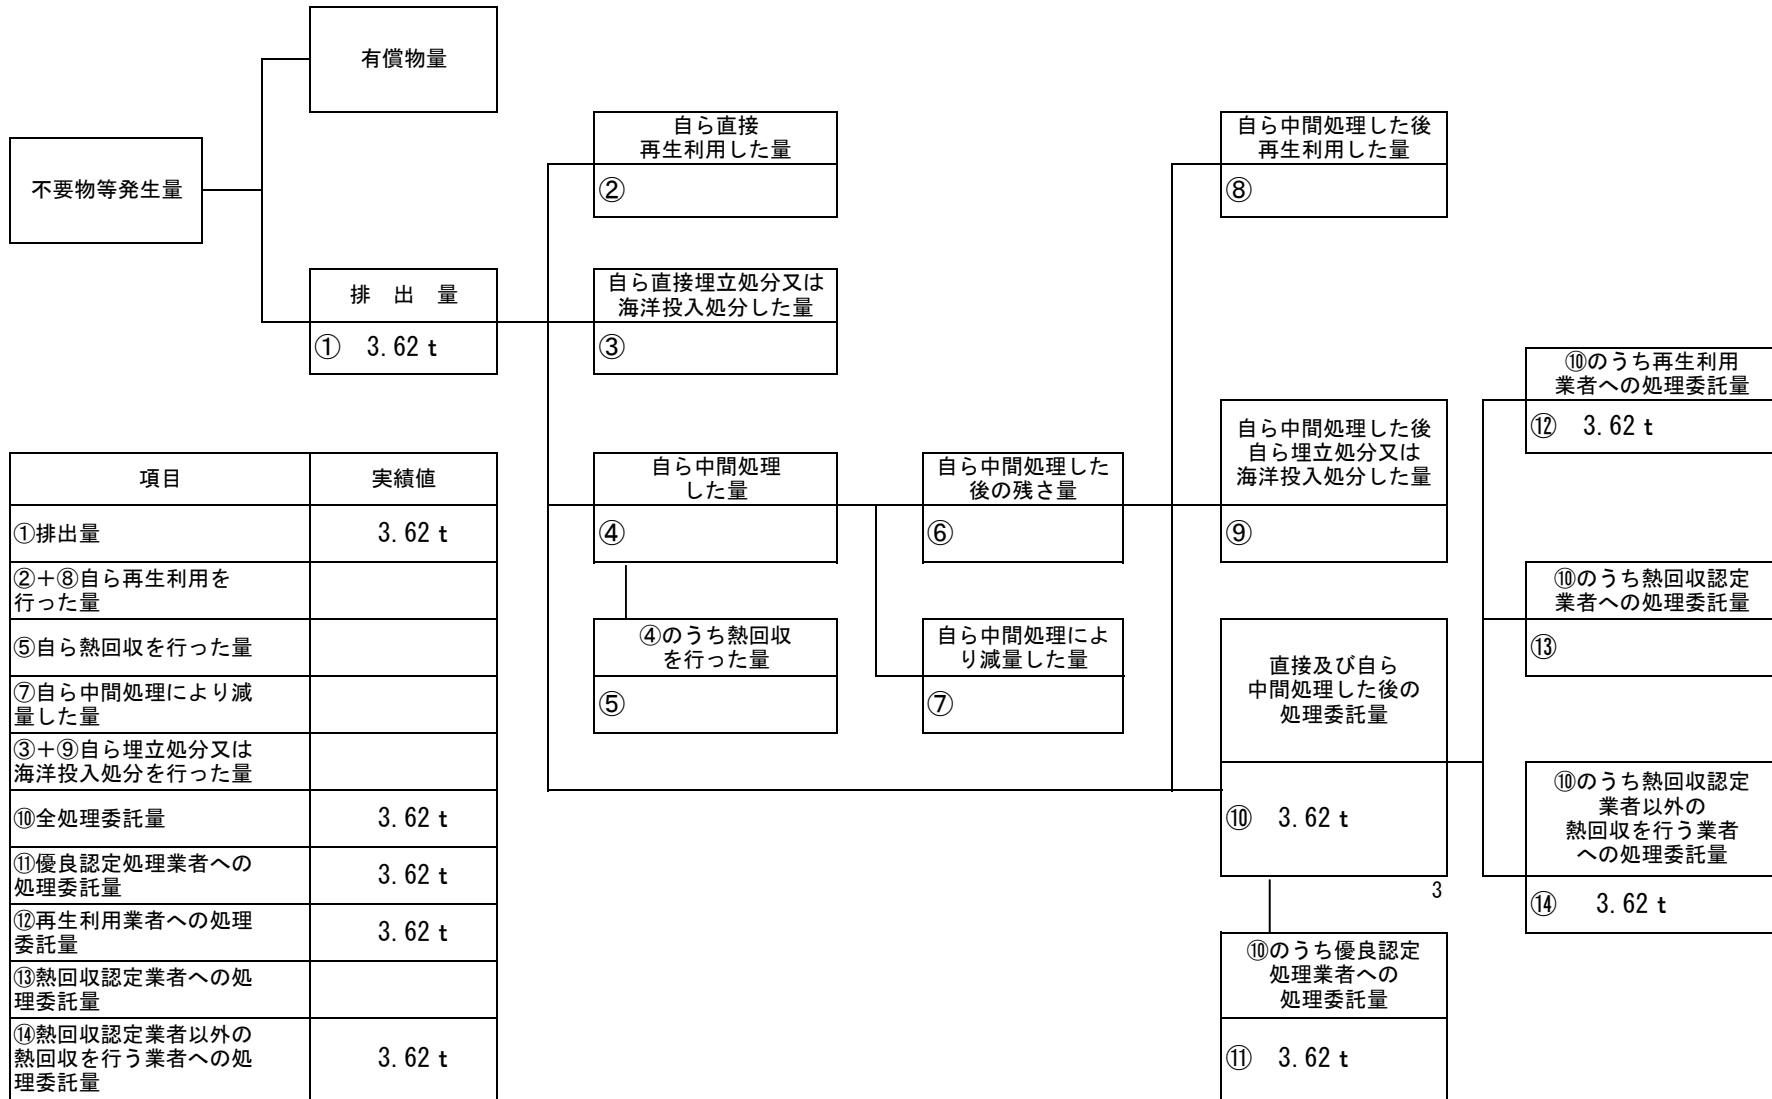 有償物量
不要物等発生量
排 出 量
① 3.62 t
自ら直接
再生利用した量
②
自ら直接埋立処分又は
海洋投入処分した量
③
自ら中間処理
した量
④
④のうち熱回収
を行った量
⑤
自ら中間処理した
後の残さ量
⑥
自ら中間処理によ
り減量した量
⑦
自ら中間処理した後
再生利用した量
⑧
自ら中間処理した後
自ら埋立処分又は
海洋投入処分した量
⑨
直接及び自ら
中間処理した後の
処理委託量
⑩ 3.62 t
3
⑩のうち優良認定
処理業者への
処理委託量
⑪ 3.62 t
⑩のうち再生利用
業者への処理委託量
⑫ 3.62 t
⑩のうち熱回収認定
業者への処理委託量
⑬
⑩のうち熱回収認定
業者以外の
熱回収を行う業者
への処理委託量
⑭ 3.62 t
項目 実績値
①排出量 3.62 t
②+⑧自ら再生利用を
行った量
⑤自ら熱回収を行った量
⑦自ら中間処理により減
量した量
③+⑨自ら埋立処分又は
海洋投入処分を行った量
⑩全処理委託量 3.62 t
⑪優良認定処理業者への
処理委託量 3.62 t
⑫再生利用業者への処理
委託量 3.62 t
⑬熱回収認定業者への処
理委託量
⑭熱回収認定業者以外の
熱回収を行う業者への処
理委託量 3.62 t